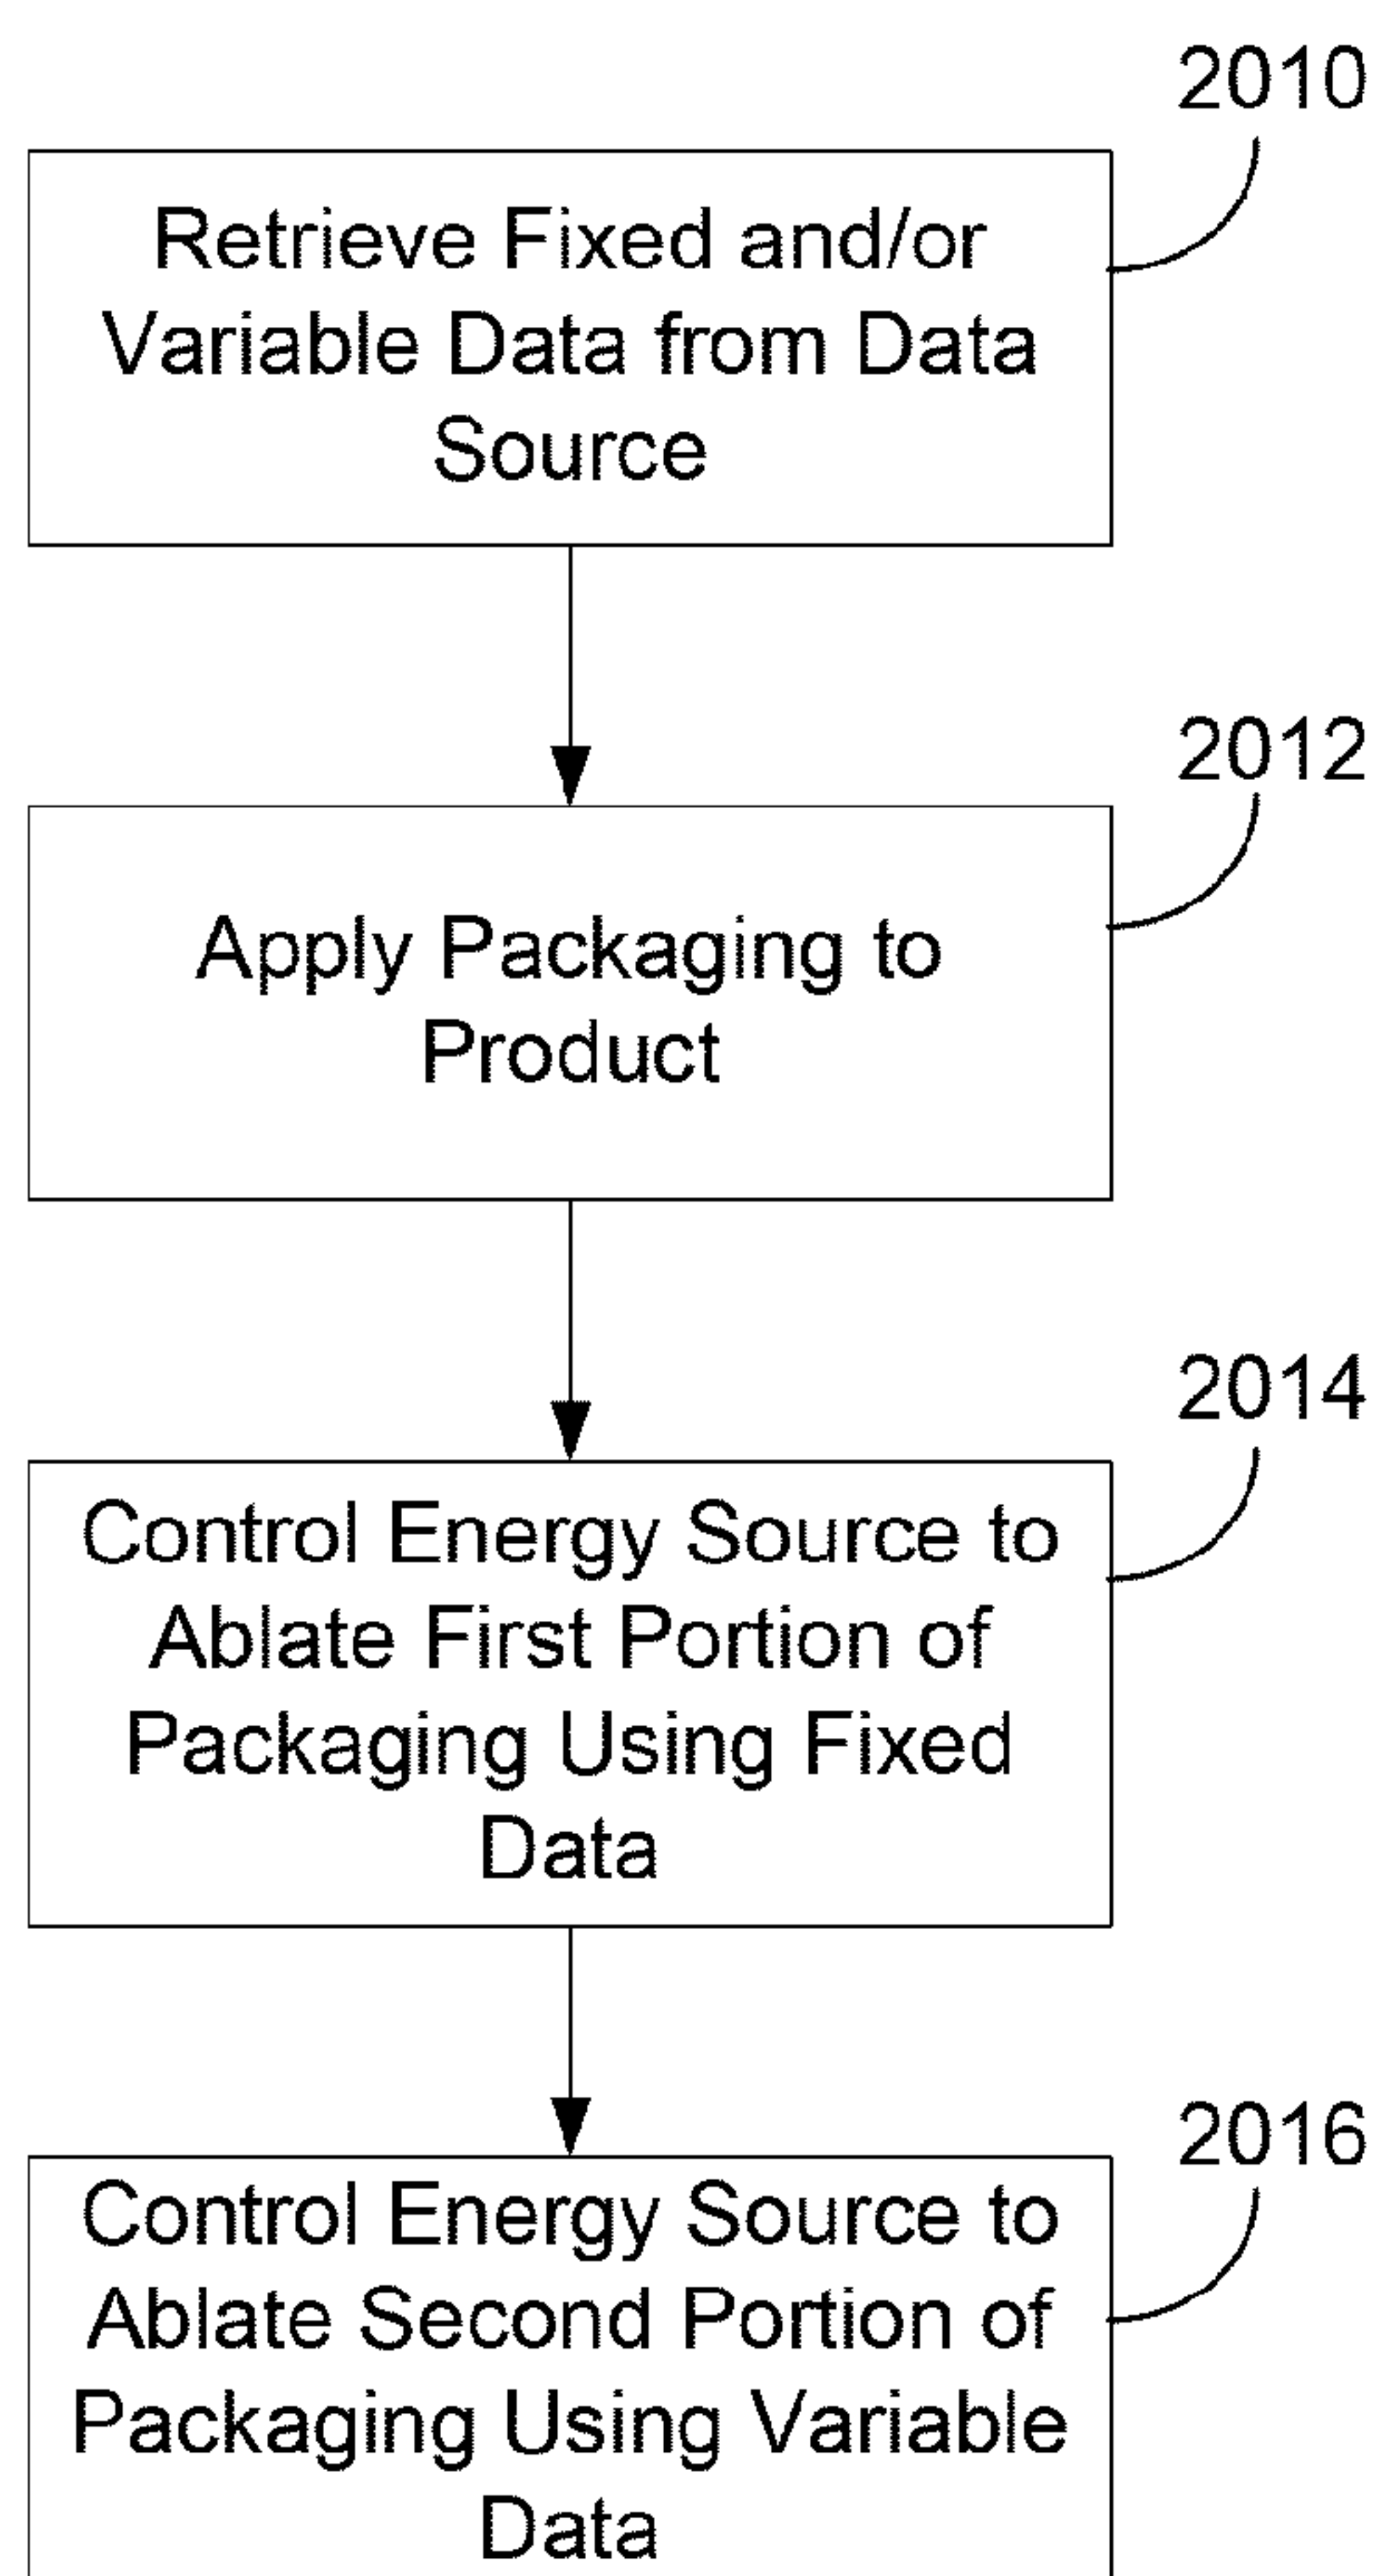 2010
Retrieve Fixed and/or
Variable Data from Data
Source
2012
Apply Packaging to
Product
2014
Control Energy Source to
Ablate First Portion of
Packaging Using Fixed
Data
2016
Control Energy Source to
Ablate Second Portion of
Packaging Using Variable
Data